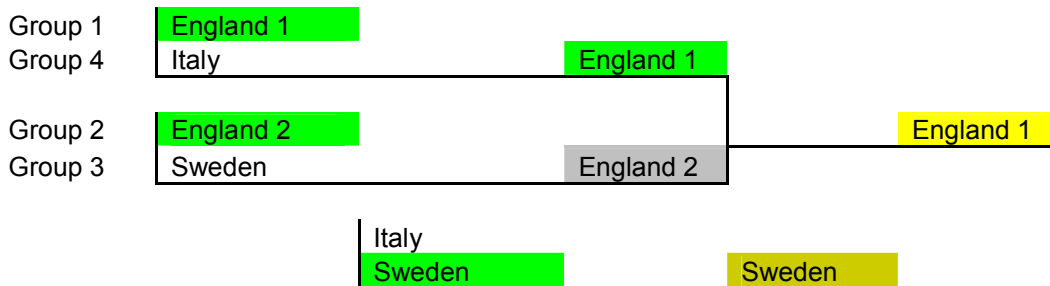 Group 1 England 1
Group 4 Italy England 1
Group 2 England 2 England 1
Group 3 Sweden England 2
Italy
Sweden Sweden